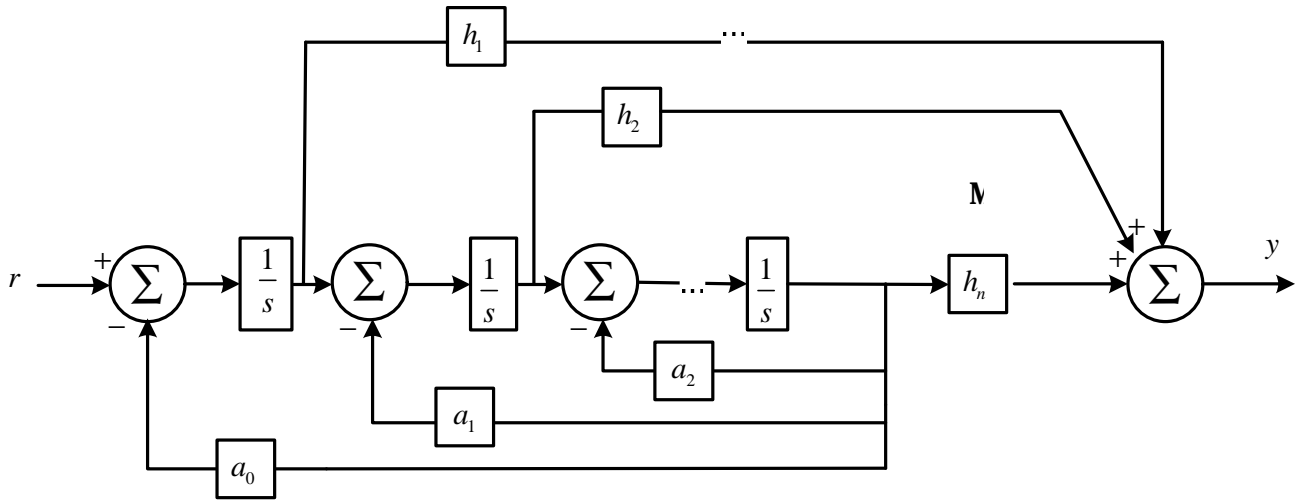 h₁ ...
h₂
M
r + Σ 1/s Σ 1/s Σ ... 1/s hₙ + + Σ y
− − −
a₂
a₁
a₀